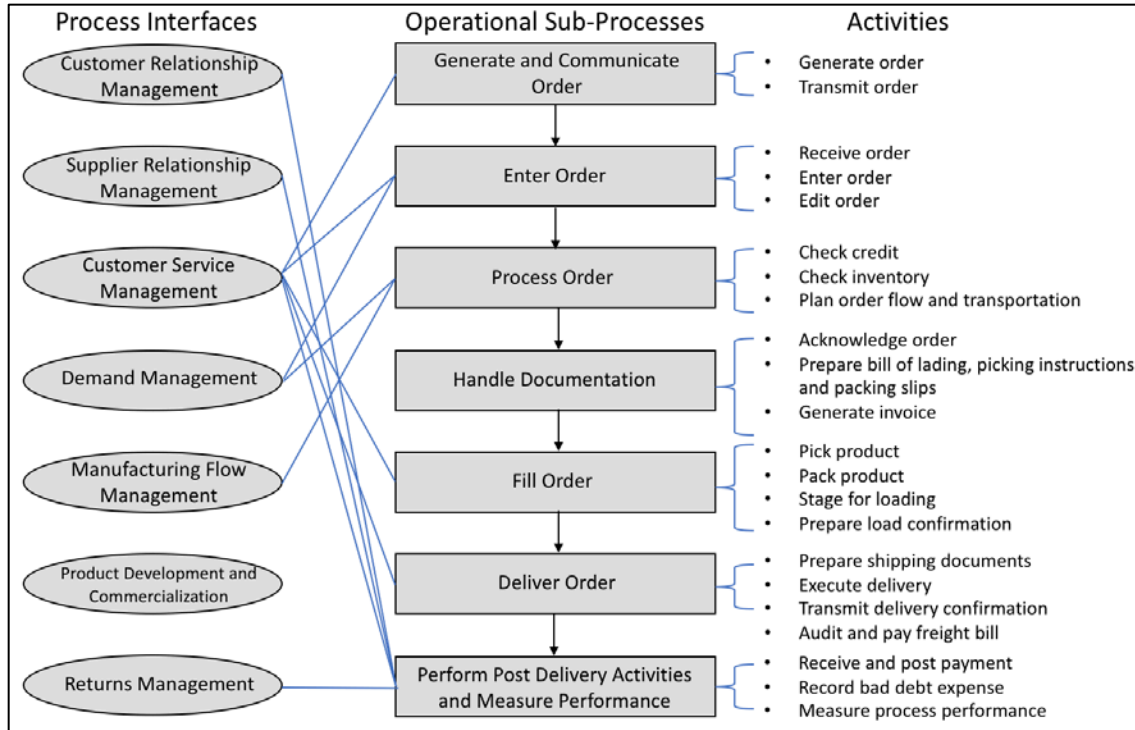 Process Interfaces
Operational Sub-Processes
Activities
Customer Relationship
Management
Supplier Relationship
Management
Customer Service
Management
Demand Management
Manufacturing Flow
Management
Product Development and
Commercialization
Returns Management
Generate and Communicate
Order
Enter Order
Process Order
Handle Documentation
Fill Order
Deliver Order
Perform Post Delivery Activities
and Measure Performance
• Generate order
• Transmit order
• Receive order
• Enter order
• Edit order
• Check credit
• Check inventory
• Plan order flow and transportation
• Acknowledge order
• Prepare bill of lading, picking instructions
and packing slips
• Generate invoice
• Pick product
• Pack product
• Stage for loading
• Prepare load confirmation
• Prepare shipping documents
• Execute delivery
• Transmit delivery confirmation
• Audit and pay freight bill
• Receive and post payment
• Record bad debt expense
• Measure process performance